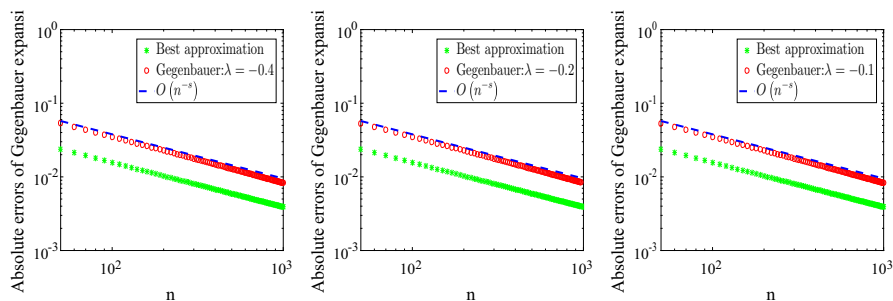 Absolute errors of Gegenbauer expansi
10^0
10^-1
10^-2
10^-3
Best approximation
Gegenbauer:λ = −0.4
O (n^-s)
10^2
10^3
n
Absolute errors of Gegenbauer expansi
10^0
10^-1
10^-2
10^-3
Best approximation
Gegenbauer:λ = −0.2
O (n^-s)
10^2
10^3
n
Absolute errors of Gegenbauer expansi
10^0
10^-1
10^-2
10^-3
Best approximation
Gegenbauer:λ = −0.1
O (n^-s)
10^2
10^3
n